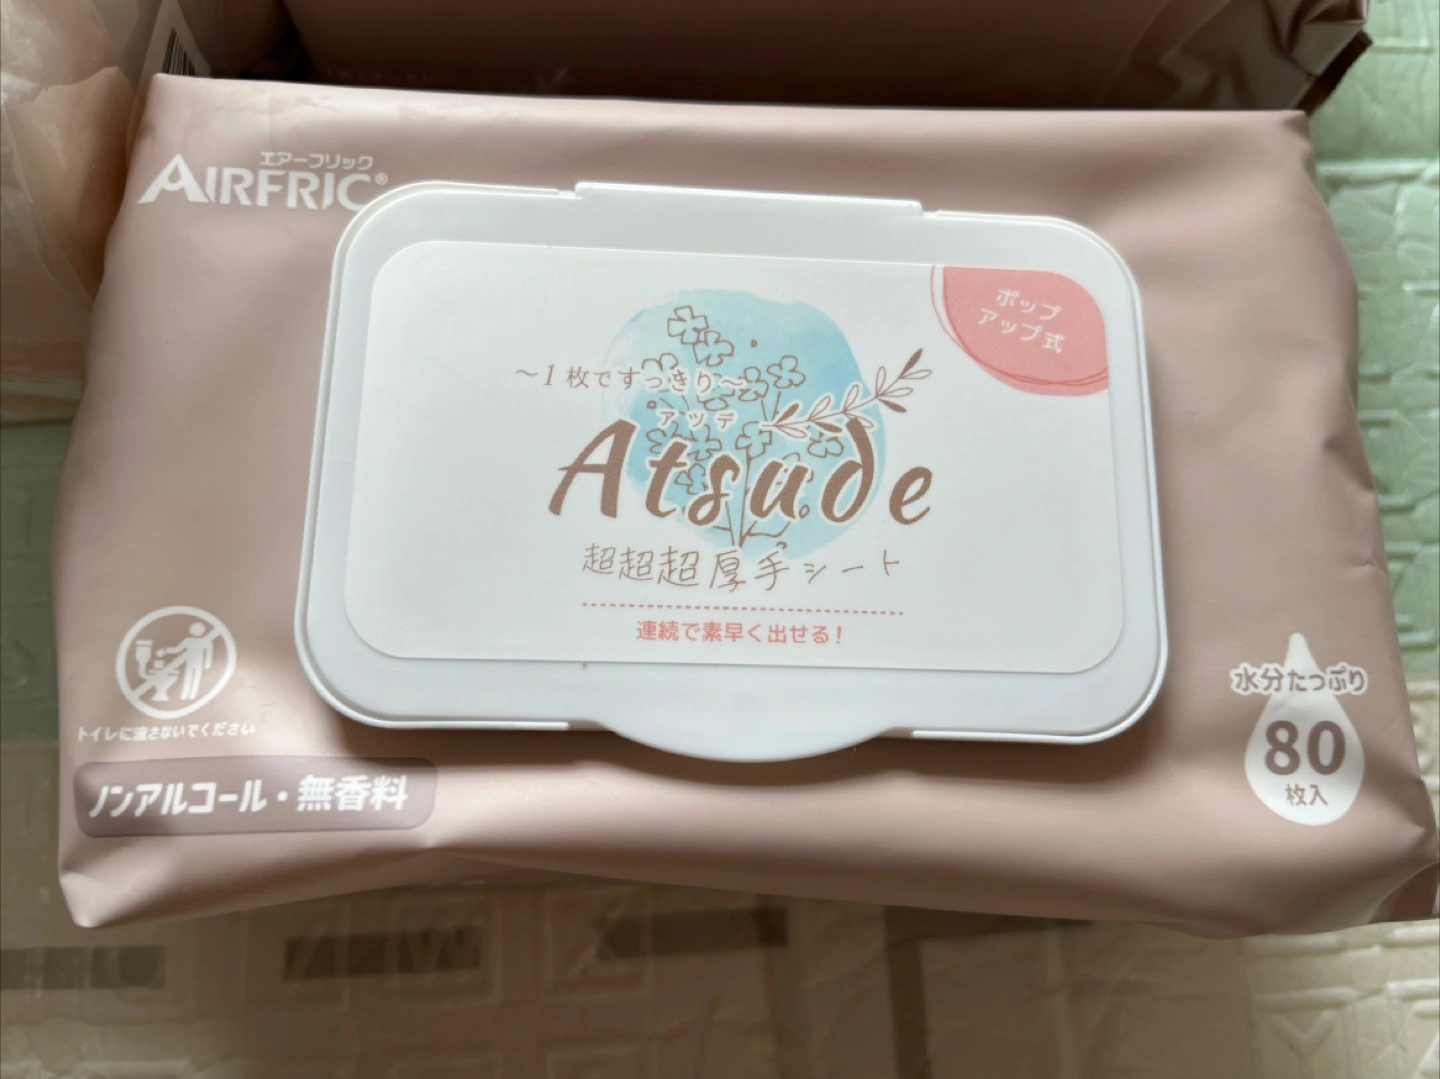 エアーフリック
AIRFRIC®
ポップ
アップ式
～1枚ですっきり～
アツデ
Atsude
超超超厚手シート
連続で素早く出せる！
トイレに流さないでください
ノンアルコール・無香料
水分たっぷり
80
枚入